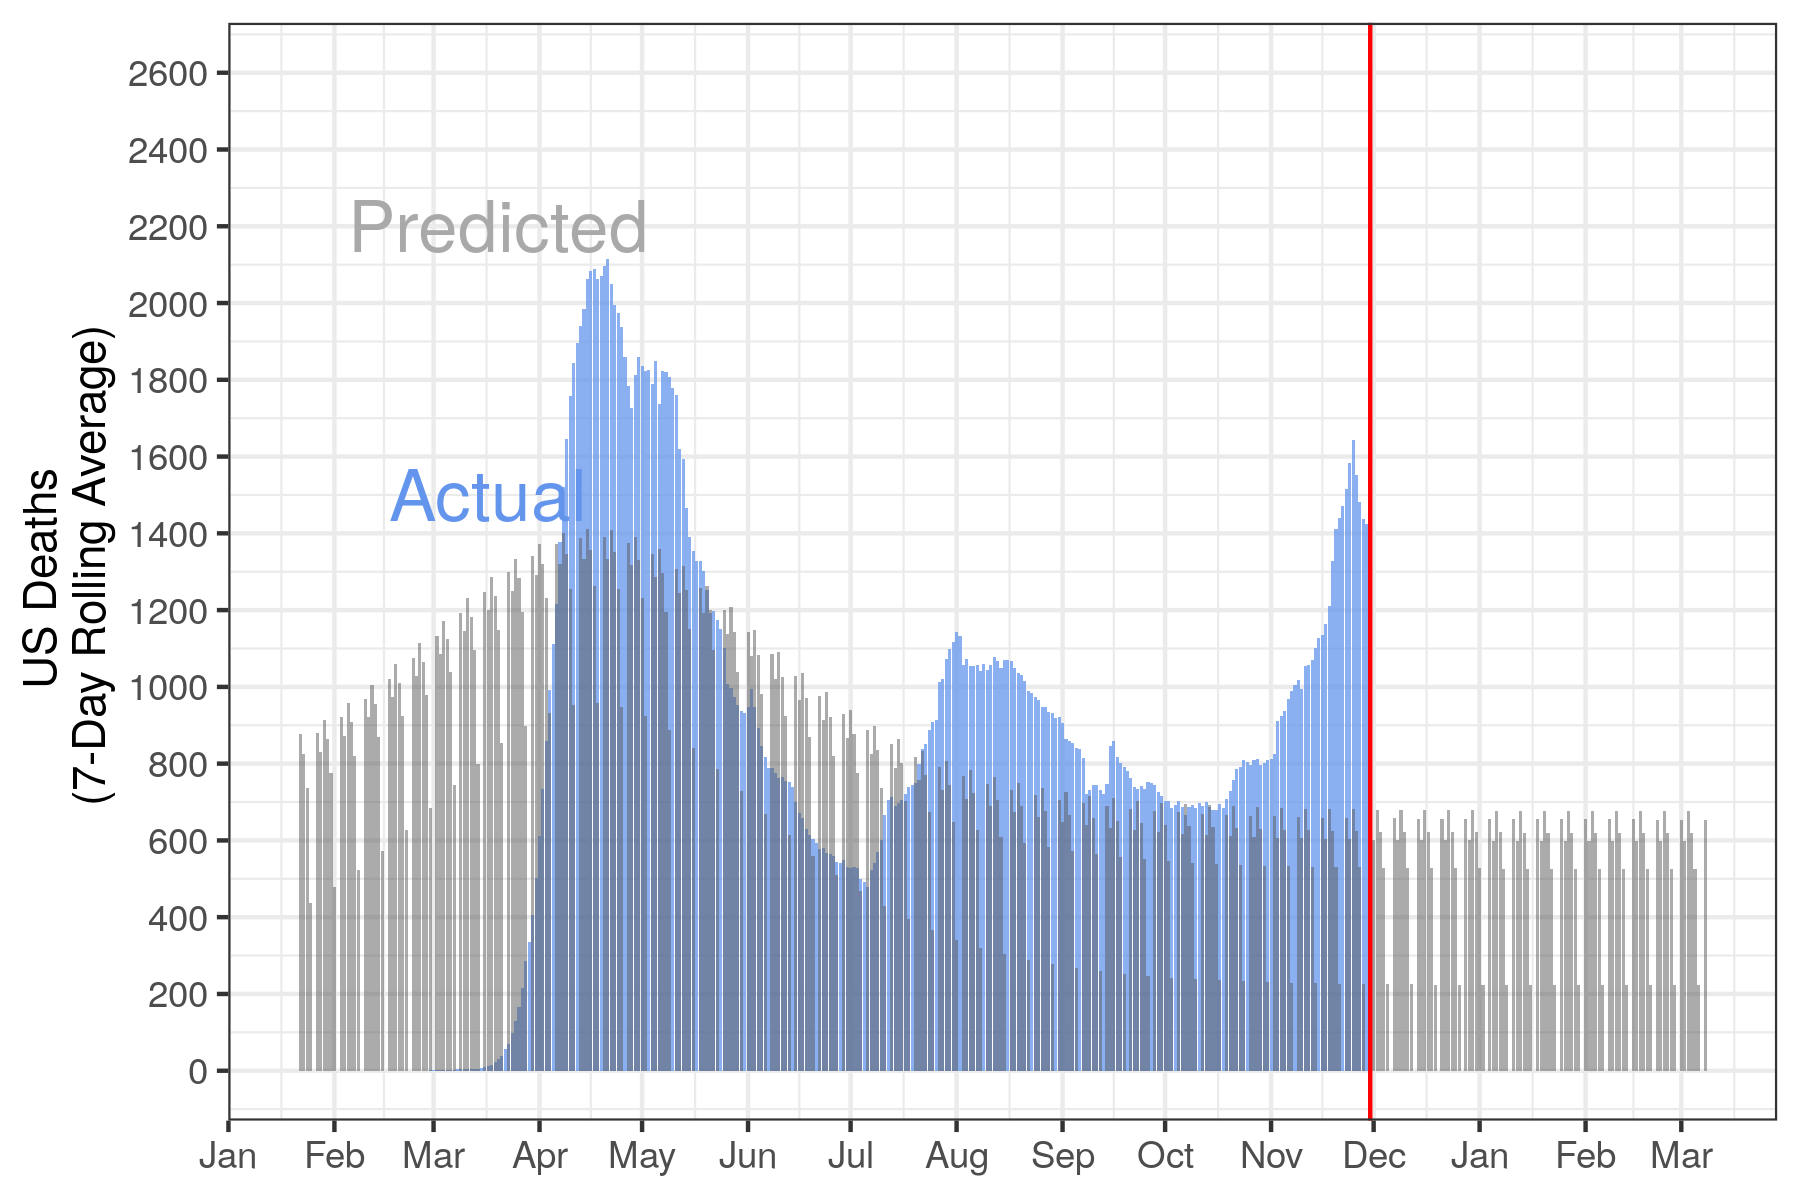 2600
2400
2200
2000
1800
1600
1400
1200
1000
800
600
400
200
0
US Deaths
(7-Day Rolling Average)
Predicted
Actual
Jan Feb Mar Apr May Jun Jul Aug Sep Oct Nov Dec Jan Feb Mar